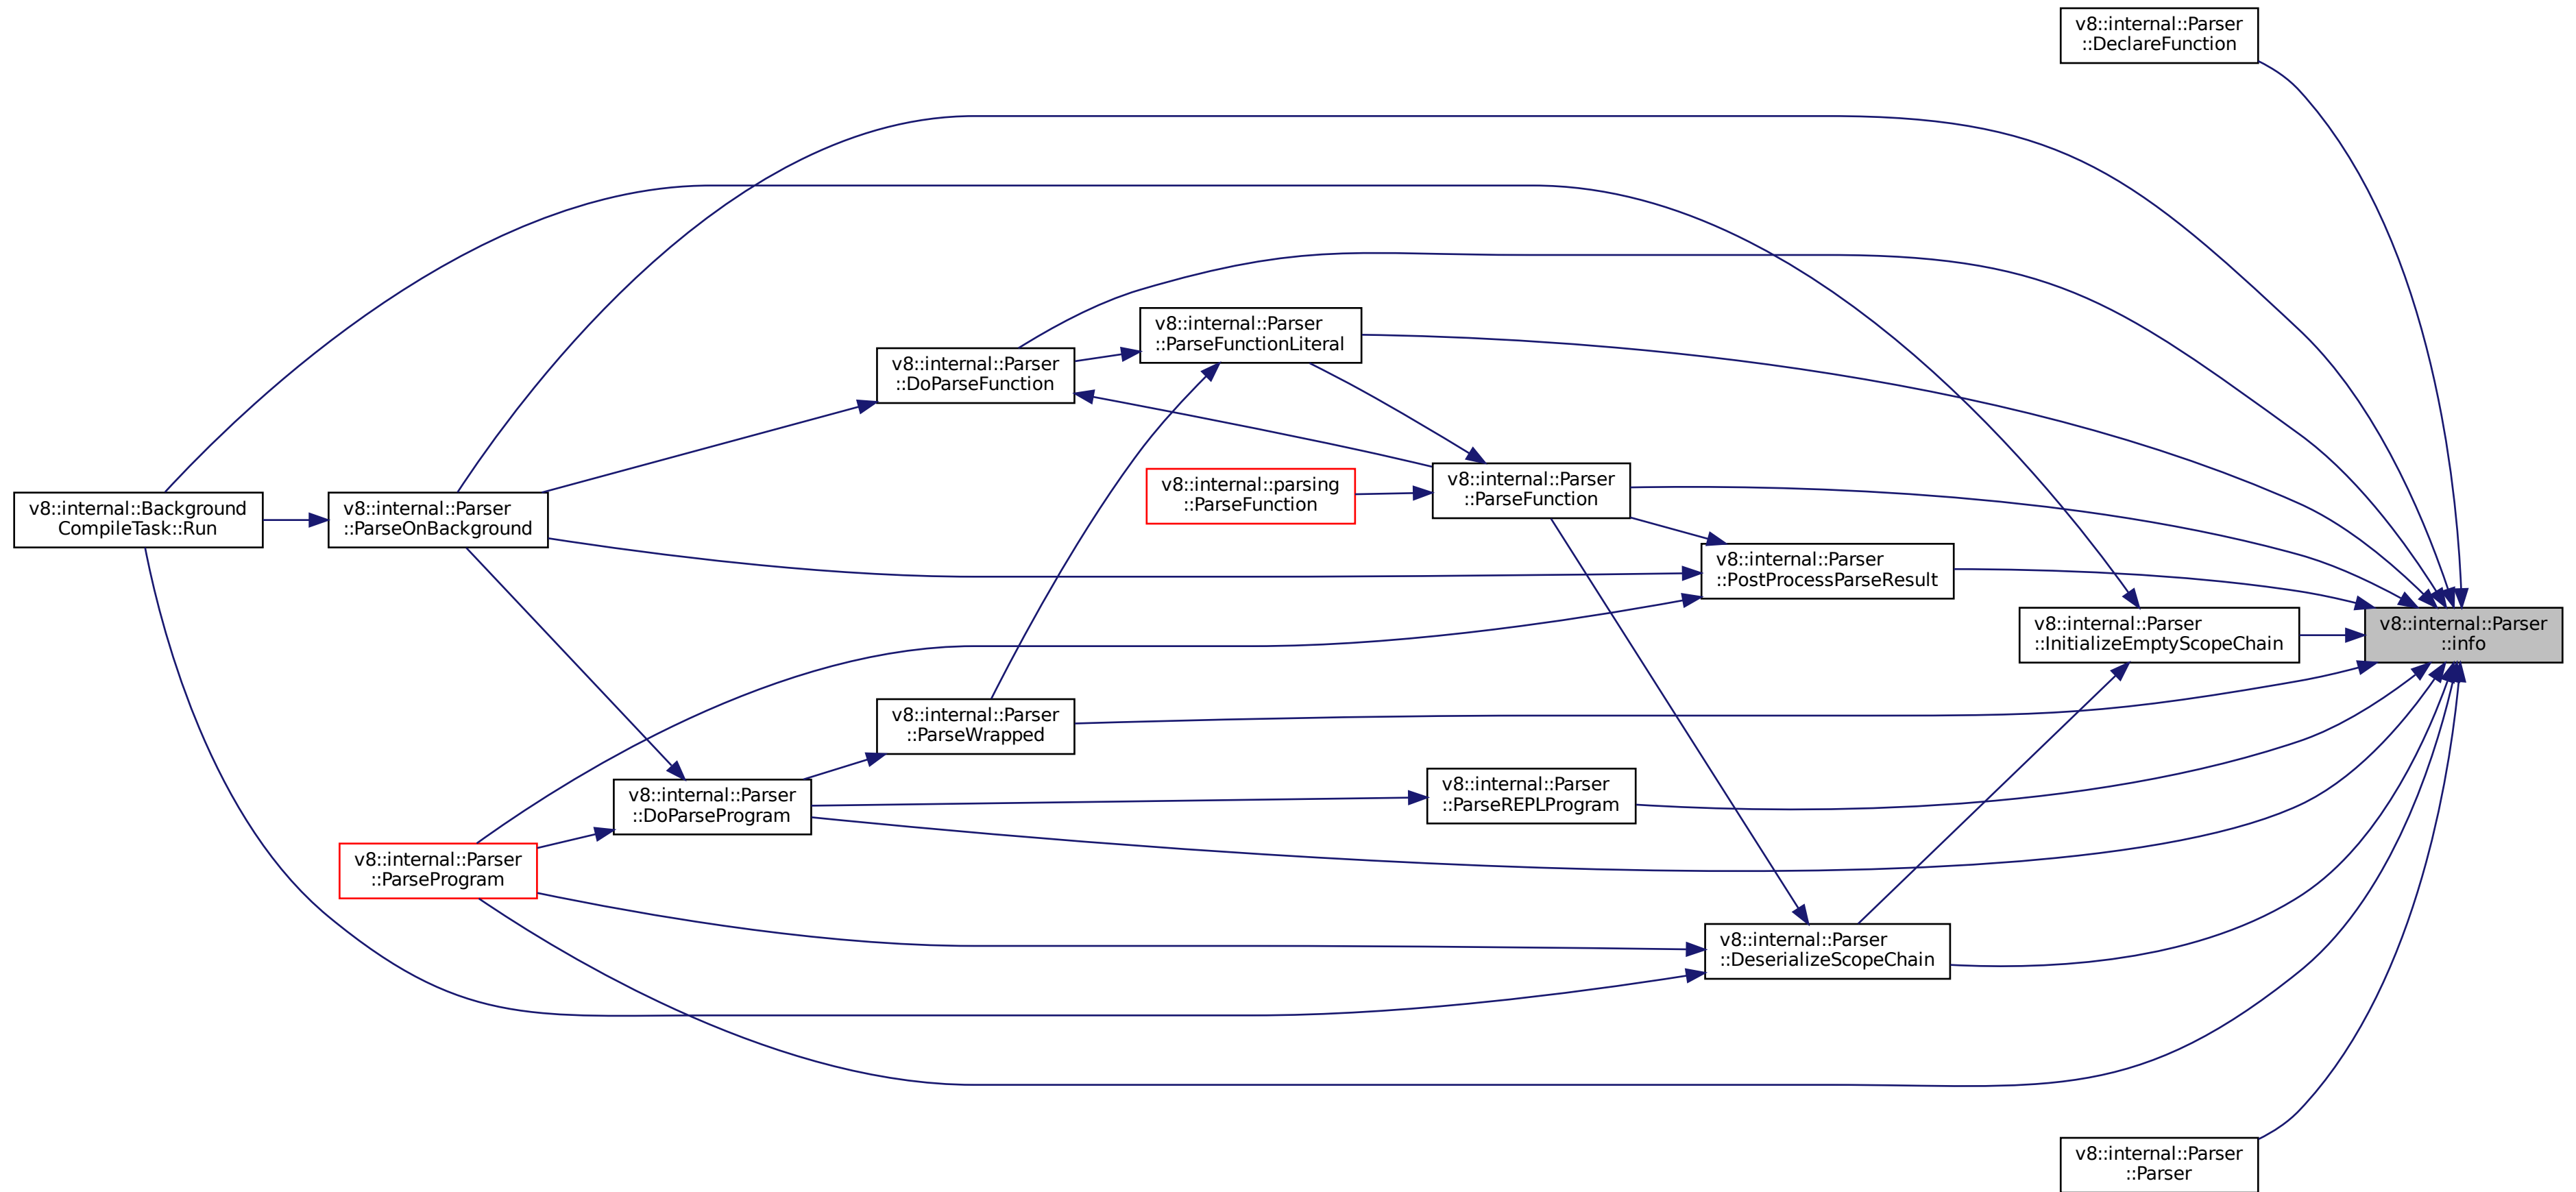 v8::internal::Parser
::DeclareFunction
v8::internal::Parser
::ParseFunctionLiteral
v8::internal::Parser
::DoParseFunction
v8::internal::Parser
::ParseFunction
v8::internal::parsing
::ParseFunction
v8::internal::Background
CompileTask::Run
v8::internal::Parser
::ParseOnBackground
v8::internal::Parser
::PostProcessParseResult
v8::internal::Parser
::InitializeEmptyScopeChain
v8::internal::Parser
::info
v8::internal::Parser
::ParseWrapped
v8::internal::Parser
::ParseREPLProgram
v8::internal::Parser
::DoParseProgram
v8::internal::Parser
::ParseProgram
v8::internal::Parser
::DeserializeScopeChain
v8::internal::Parser
::Parser